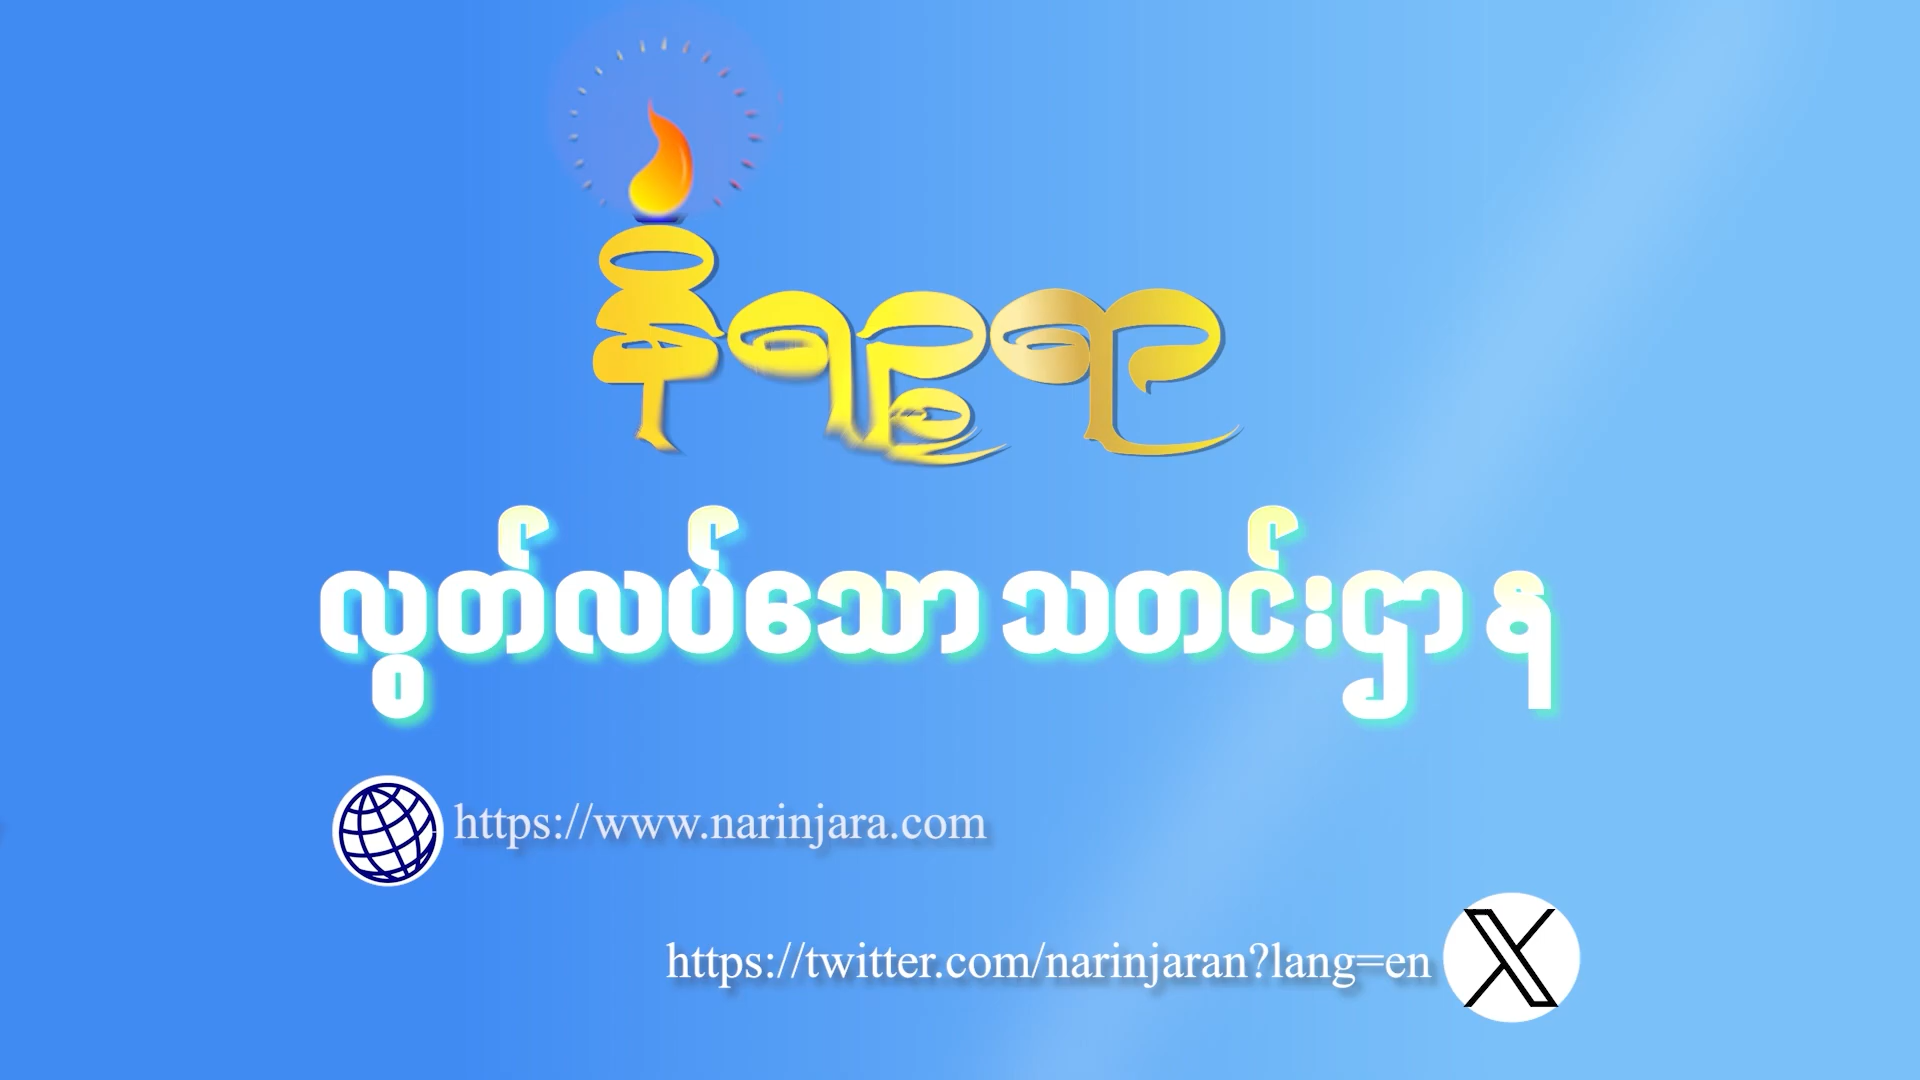 နိရဉ္စရာ
လွတ်လပ်သော သတင်းဌာန
https://www.narinjara.com
https://twitter.com/narinjaran?lang=en